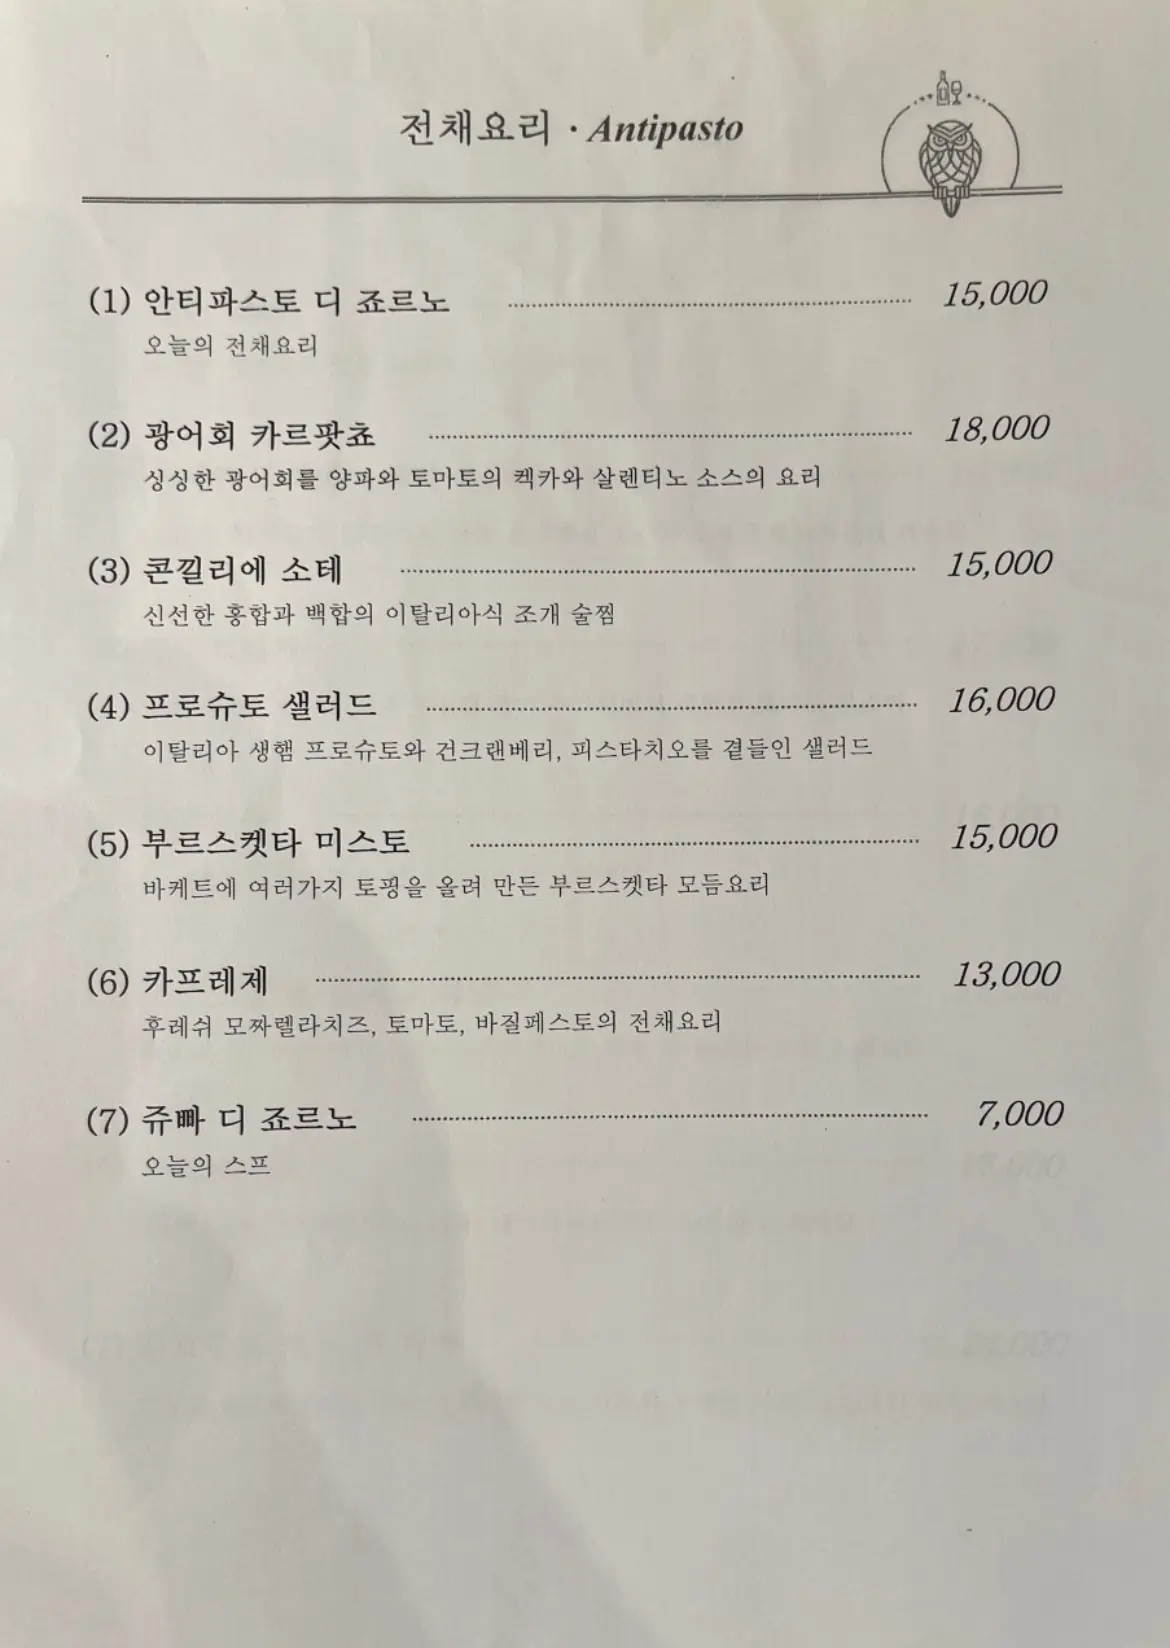 전채요리 · Antipasto
(1) 안티파스토 디 죠르노 15,000
오늘의 전채요리
(2) 광어회 카르팟쵸 18,000
싱싱한 광어회를 양파와 토마토의 켁카와 살렌티노 소스의 요리
(3) 콘낄리에 소테 15,000
신선한 홍합과 백합의 이탈리아식 조개 술찜
(4) 프로슈토 샐러드 16,000
이탈리아 생햄 프로슈토와 건크랜베리, 피스타치오를 곁들인 샐러드
(5) 부르스켓타 미스토 15,000
바케트에 여러가지 토핑을 올려 만든 부르스켓타 모듬요리
(6) 카프레제 13,000
후레쉬 모짜렐라치즈, 토마토, 바질페스토의 전채요리
(7) 쥬빠 디 죠르노 7,000
오늘의 스프